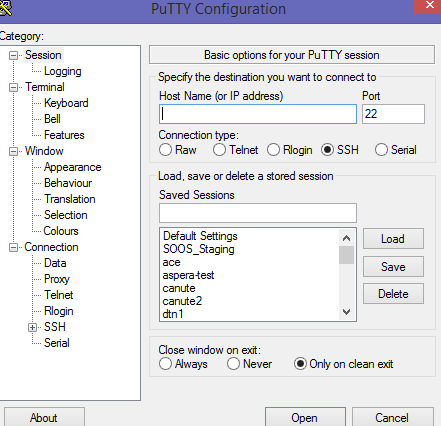 PuTTY Configuration
Category:
Session
Logging
Terminal
Keyboard
Bell
Features
Window
Appearance
Behaviour
Translation
Selection
Colours
Connection
Data
Proxy
Telnet
Rlogin
SSH
Serial
Basic options for your PuTTY session
Specify the destination you want to connect to
Host Name (or IP address) Port
22
Connection type:
Raw Telnet Rlogin SSH Serial
Load, save or delete a stored session
Saved Sessions
Default Settings
SOOS_Staging
ace
aspera-test
canute
canute2
dtn1
Load
Save
Delete
Close window on exit:
Always Never Only on clean exit
About Open Cancel